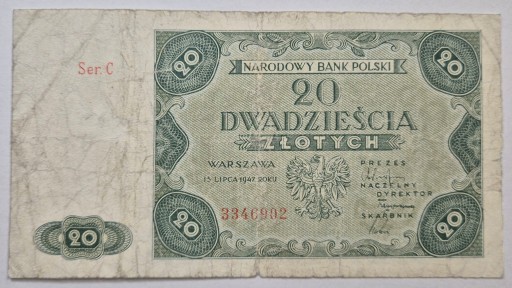 Ser. C
20
NARODOWY BANK POLSKI
20
20
DWADZIEŚCIA
ZŁOTYCH
WARSZAWA
15 LIPCA 1947 ROKU
PREZES
NACZELNY
DYREKTOR
SKARBNIK
3346902
20
20
20